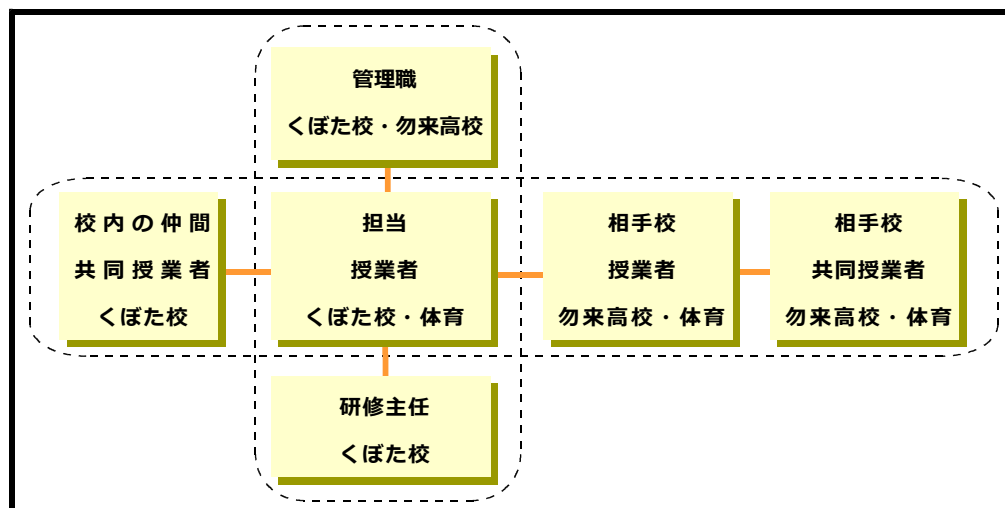 管理職
くぼた校・勿来高校
校内の仲間
共同授業者
くぼた校
担当
授業者
くぼた校・体育
相手校
授業者
勿来高校・体育
相手校
共同授業者
勿来高校・体育
研修主任
くぼた校